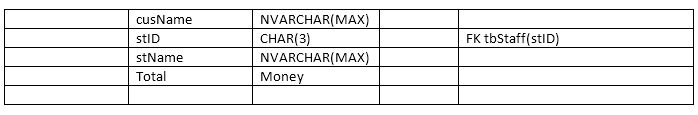 cusName NVARCHAR(MAX)
stID CHAR(3) FK tbStaff(stID)
stName NVARCHAR(MAX)
Total Money